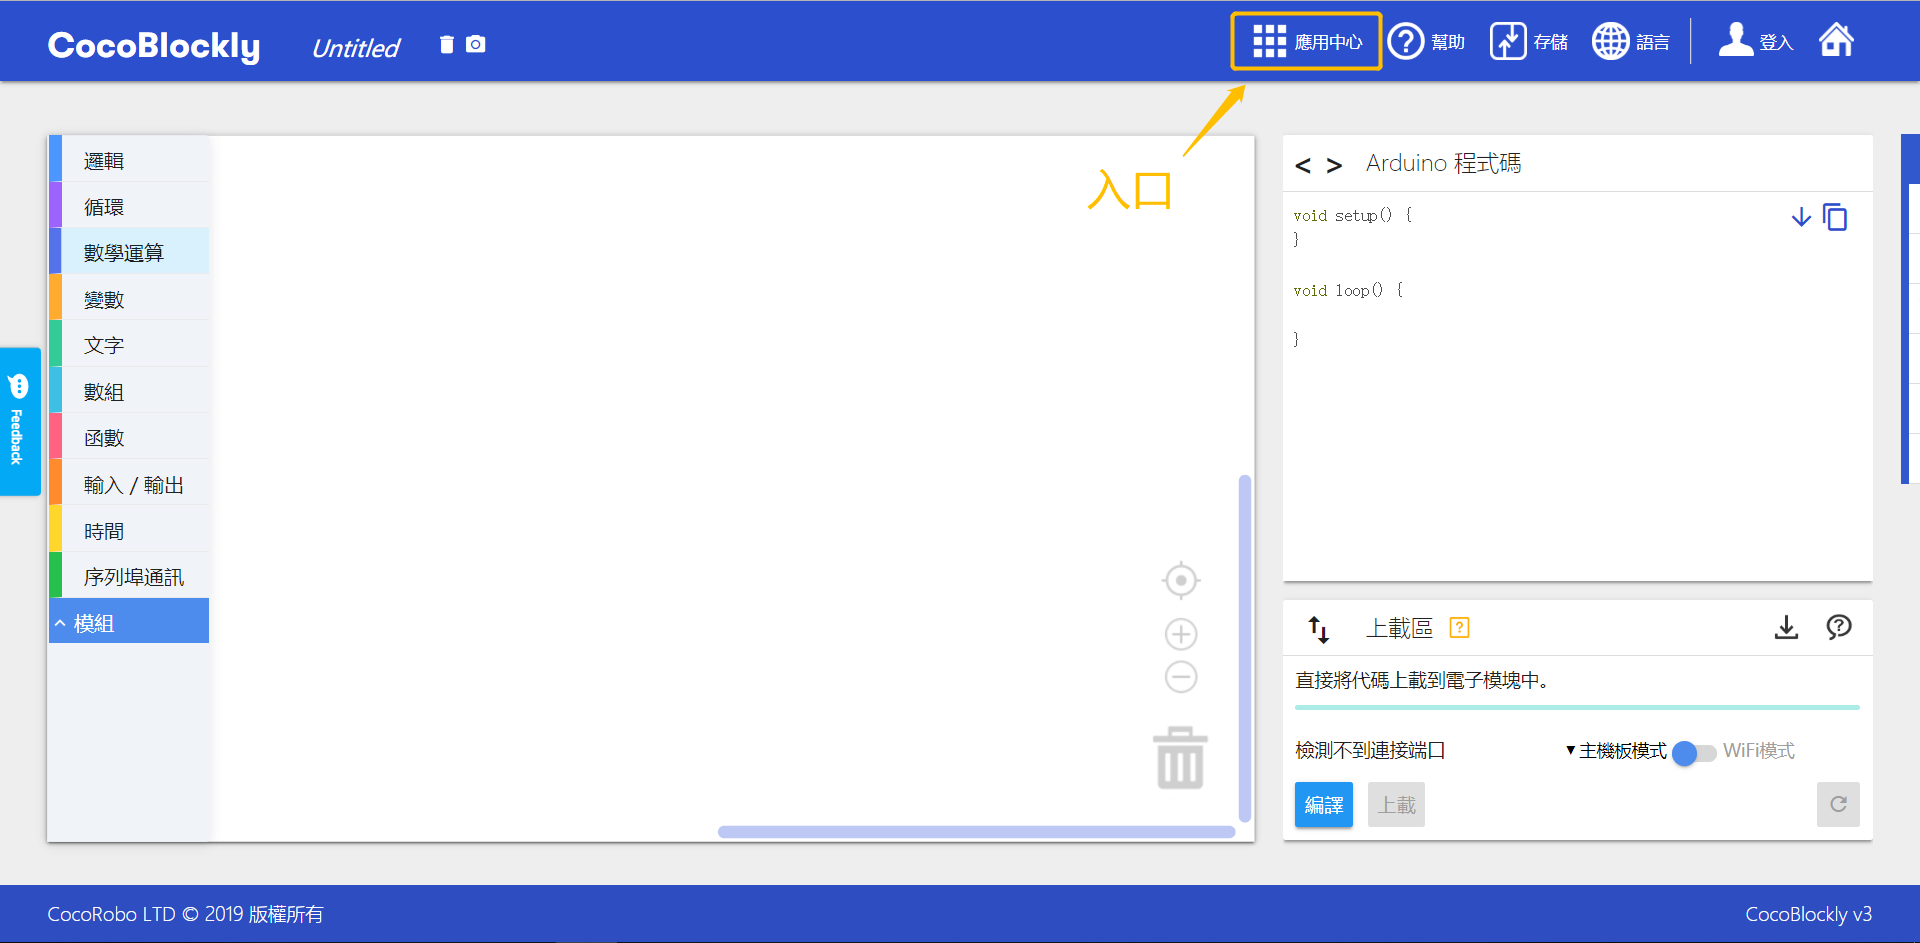 CocoBlockly
Untitled
應用中心
幫助
存儲
語言
登入
入口
邏輯
循環
數學運算
變數
文字
數組
函數
輸入 / 輸出
時間
序列埠通訊
模組
Feedback
< > Arduino 程式碼
void setup() {
}
void loop() {
}
上載區
直接將代碼上載到電子模塊中。
檢測不到連接端口
▼主機板模式
WiFi模式
編譯
上載
CocoRobo LTD © 2019 版權所有
CocoBlockly v3